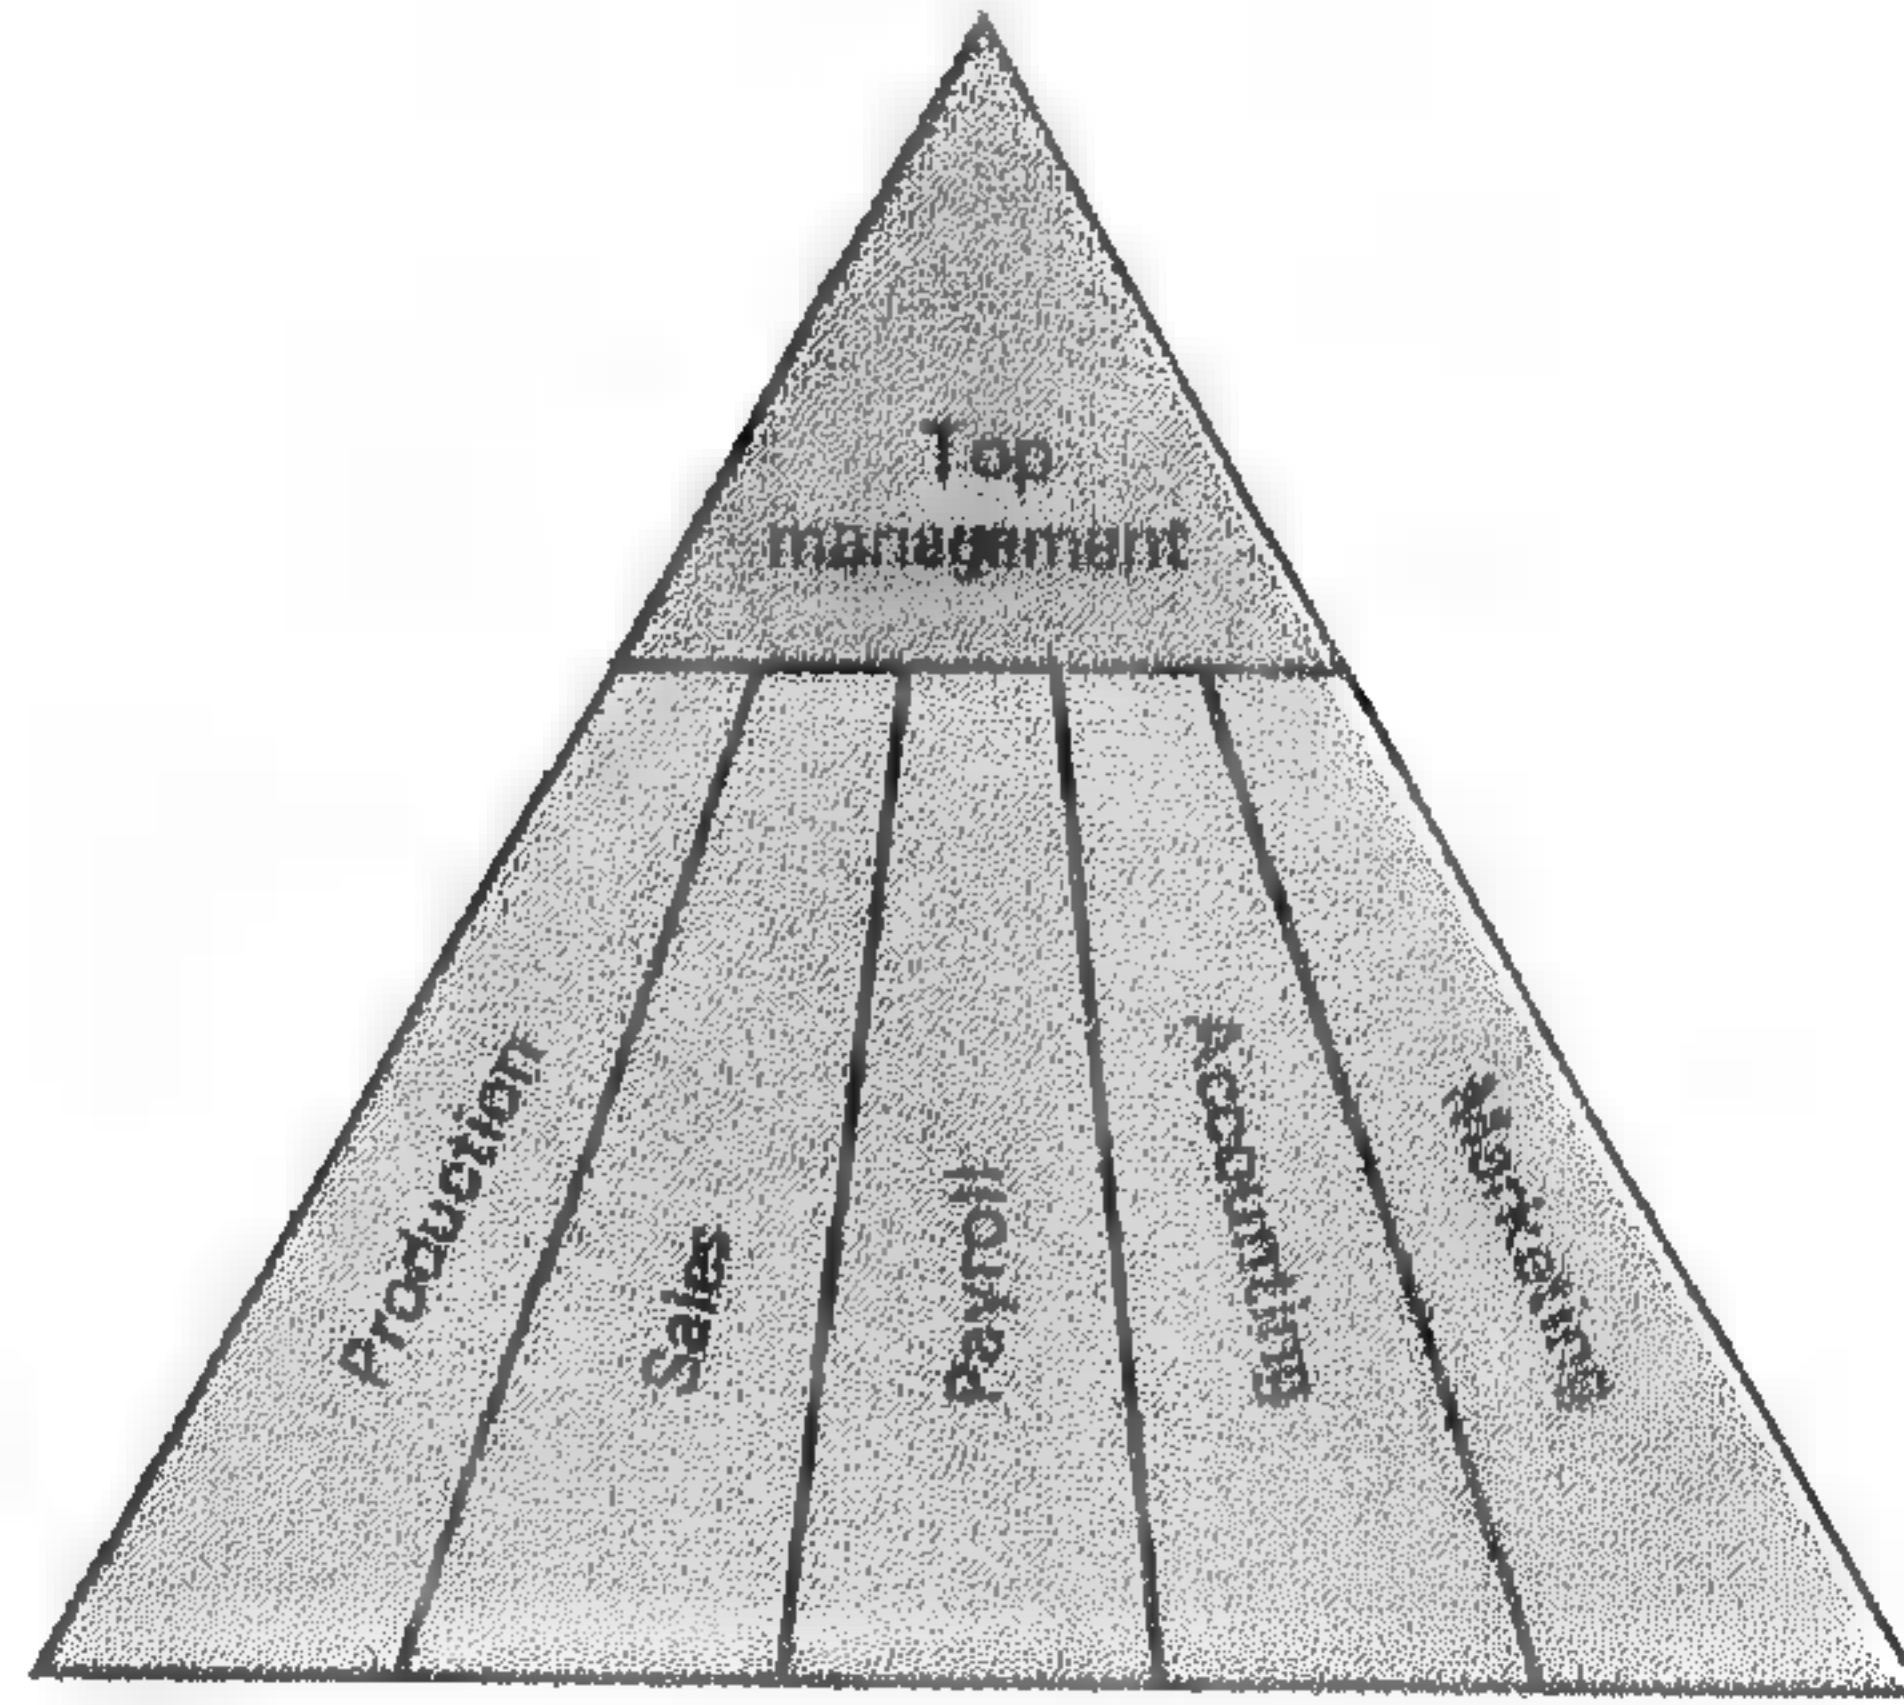 Top
management
Production
Sales
Payroll
Accounting
Marketing